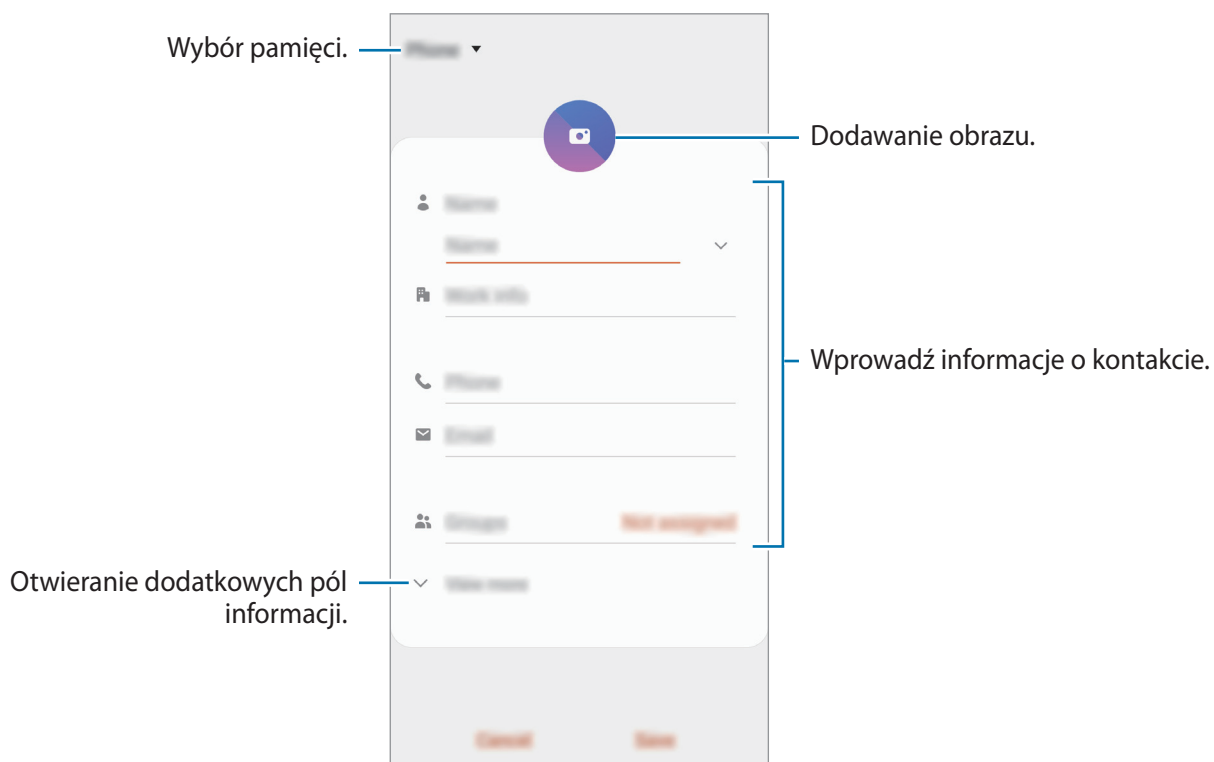 Wybór pamięci.
Dodawanie obrazu.
Name
Name
Work info
Phone
Wprowadź informacje o kontakcie.
Email
Groups
Not assigned
Otwieranie dodatkowych pól
informacji.
View more
Cancel
Save